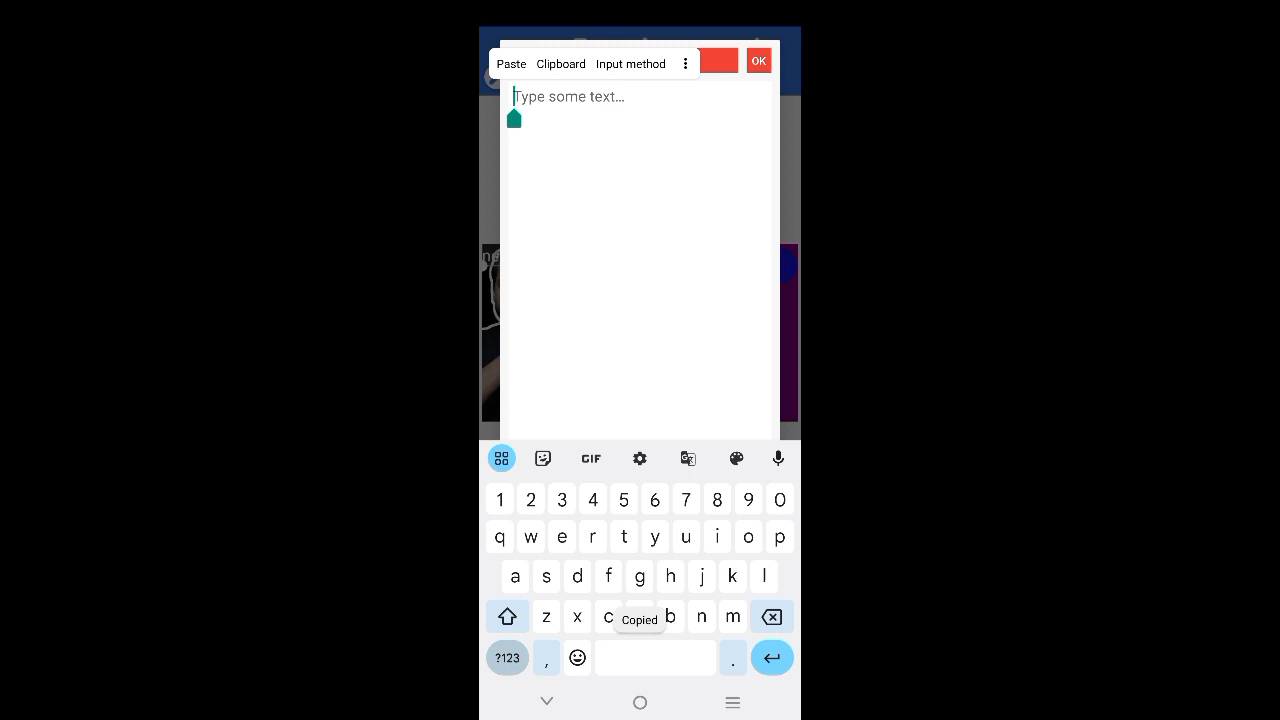 Paste Clipboard Input method OK
Type some text...
GIF
1 2 3 4 5 6 7 8 9 0
q w e r t y u i o p
a s d f g h j k l
z x c b n m
Copied
?123 , .